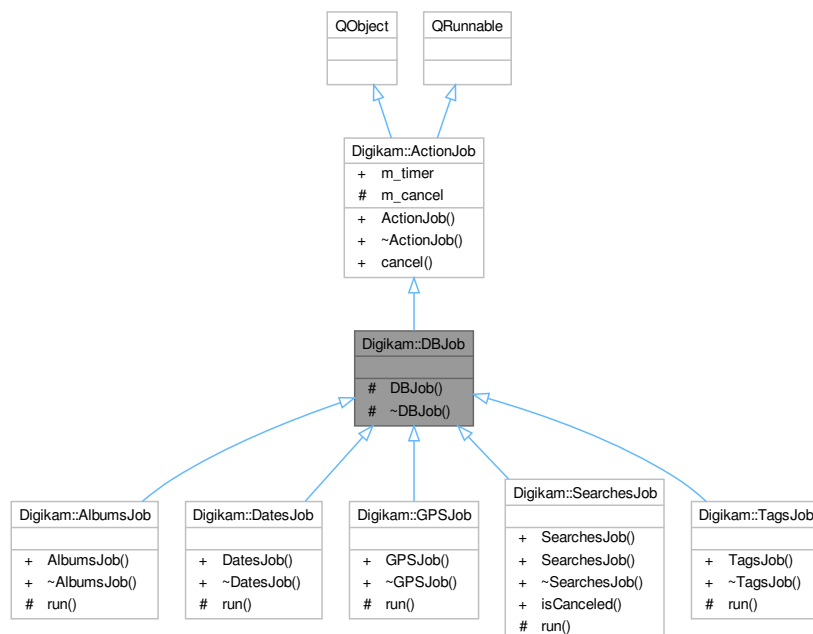 QObject
QRunnable
Digikam::ActionJob
+ m_timer
# m_cancel
+ ActionJob()
+ ~ActionJob()
+ cancel()
Digikam::DBJob
# DBJob()
# ~DBJob()
Digikam::AlbumsJob
+ AlbumsJob()
+ ~AlbumsJob()
# run()
Digikam::DatesJob
+ DatesJob()
+ ~DatesJob()
# run()
Digikam::GPSJob
+ GPSJob()
+ ~GPSJob()
# run()
Digikam::SearchesJob
+ SearchesJob()
+ SearchesJob()
+ ~SearchesJob()
+ isCanceled()
# run()
Digikam::TagsJob
+ TagsJob()
+ ~TagsJob()
# run()